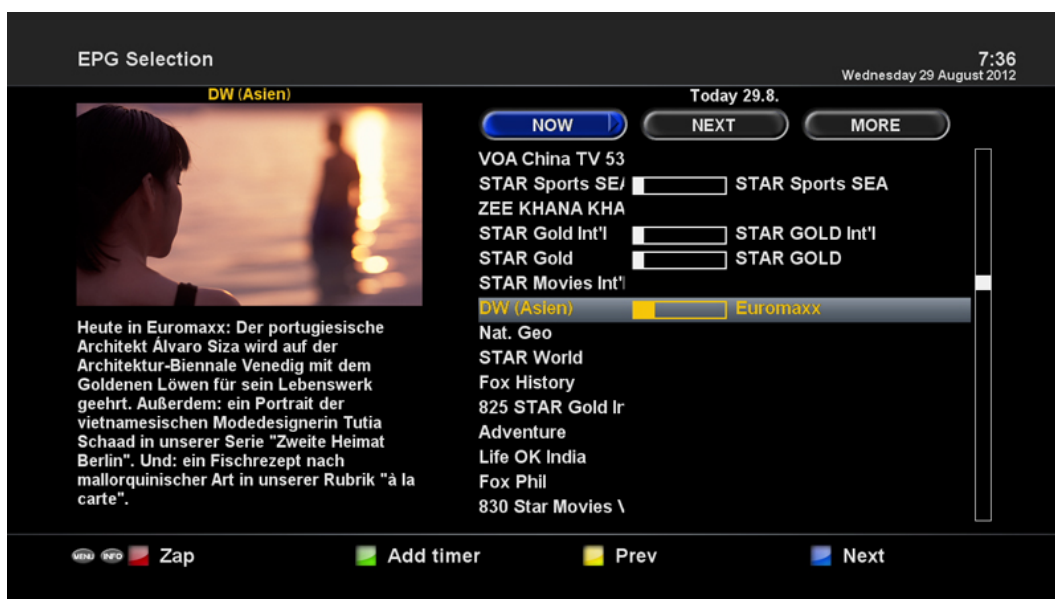 EPG Selection
7:36
Wednesday 29 August 2012
DW (Asien)
Today 29.8.
NOW
NEXT
MORE
VOA China TV 53
STAR Sports SEA STAR Sports SEA
ZEE KHANA KHA
STAR Gold Int'l STAR GOLD Int'l
STAR Gold STAR GOLD
STAR Movies Int'l
DW (Asien) Euromaxx
Nat. Geo
STAR World
Fox History
825 STAR Gold In
Adventure
Life OK India
Fox Phil
830 Star Movies \
Heute in Euromaxx: Der portugiesische
Architekt Álvaro Siza wird auf der
Architektur-Biennale Venedig mit dem
Goldenen Löwen für sein Lebenswerk
geehrt. Außerdem: ein Portrait der
vietnamesischen Modedesignerin Tutia
Schaad in unserer Serie "Zweite Heimat
Berlin". Und: ein Fischrezept nach
mallorquinischer Art in unserer Rubrik "à la
carte".
MENU INFO Zap
Add timer
Prev
Next